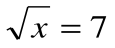 √x = 7